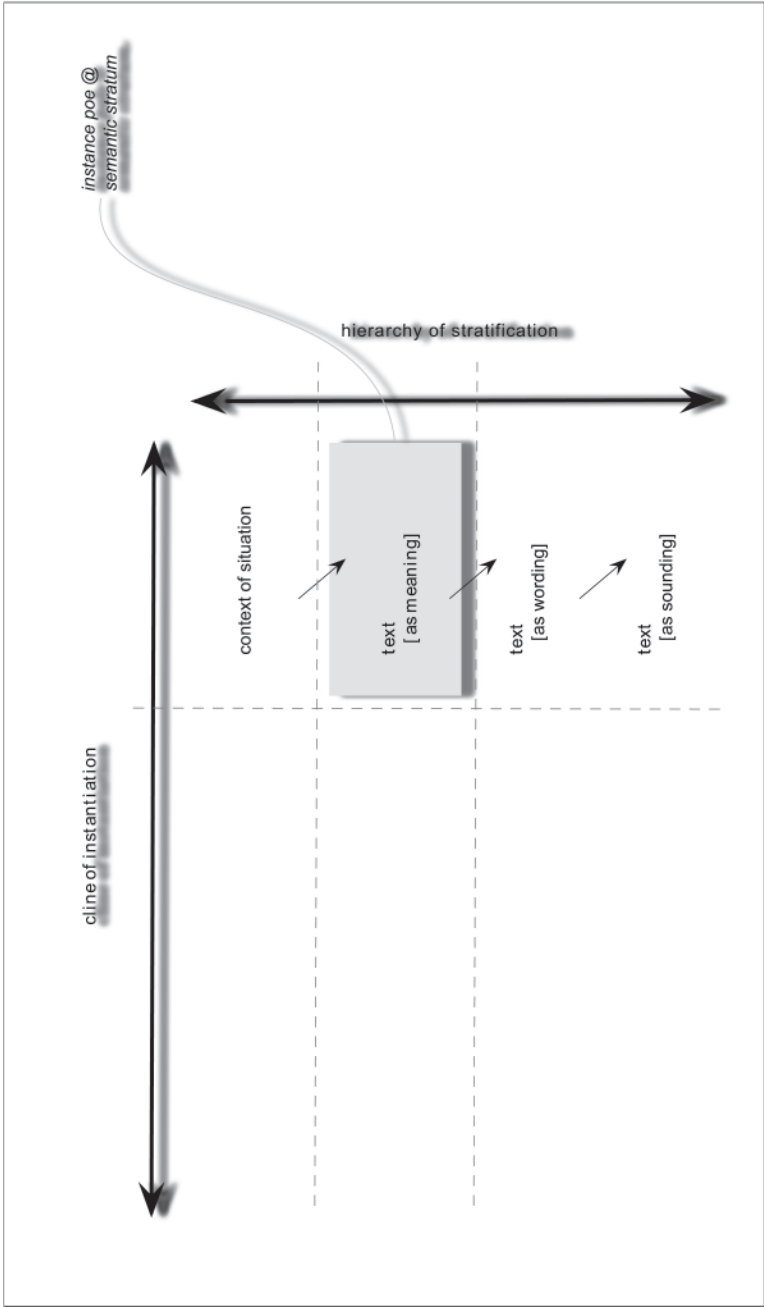 instance poe @
semantic stratum
hierarchy of stratification
cline of instantiation
context of situation
text
[as meaning]
text
[as wording]
text
[as sounding]